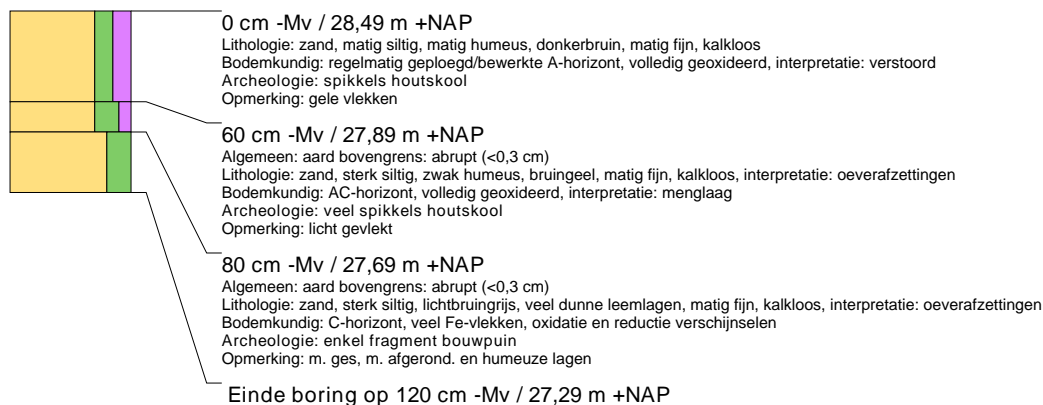 0 cm -Mv / 28,49 m +NAP
Lithologie: zand, matig siltig, matig humeus, donkerbruin, matig fijn, kalkloos
Bodemkundig: regelmatig geploegd/bewerkte A-horizont, volledig geoxideerd, interpretatie: verstoord
Archeologie: spikkels houtskool
Opmerking: gele vlekken
60 cm -Mv / 27,89 m +NAP
Algemeen: aard bovengrens: abrupt (<0,3 cm)
Lithologie: zand, sterk siltig, zwak humeus, bruingeel, matig fijn, kalkloos, interpretatie: oeverafzettingen
Bodemkundig: AC-horizont, volledig geoxideerd, interpretatie: menglaag
Archeologie: veel spikkels houtskool
Opmerking: licht gevlekt
80 cm -Mv / 27,69 m +NAP
Algemeen: aard bovengrens: abrupt (<0,3 cm)
Lithologie: zand, sterk siltig, lichtbruingrijs, veel dunne leemlagen, matig fijn, kalkloos, interpretatie: oeverafzettingen
Bodemkundig: C-horizont, veel Fe-vlekken, oxidatie en reductie verschijnselen
Archeologie: enkel fragment bouwpuin
Opmerking: m. ges, m. afgerond. en humeuze lagen
Einde boring op 120 cm -Mv / 27,29 m +NAP